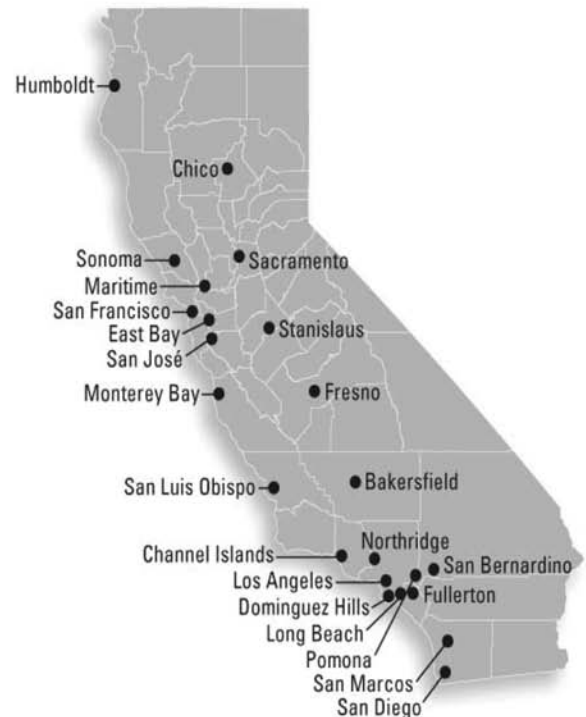 Humboldt
Chico
Sonoma
Sacramento
Maritime
San Francisco
East Bay
Stanislaus
San José
Monterey Bay
Fresno
San Luis Obispo
Bakersfield
Channel Islands
Northridge
San Bernardino
Los Angeles
Dominguez Hills
Fullerton
Long Beach
Pomona
San Marcos
San Diego